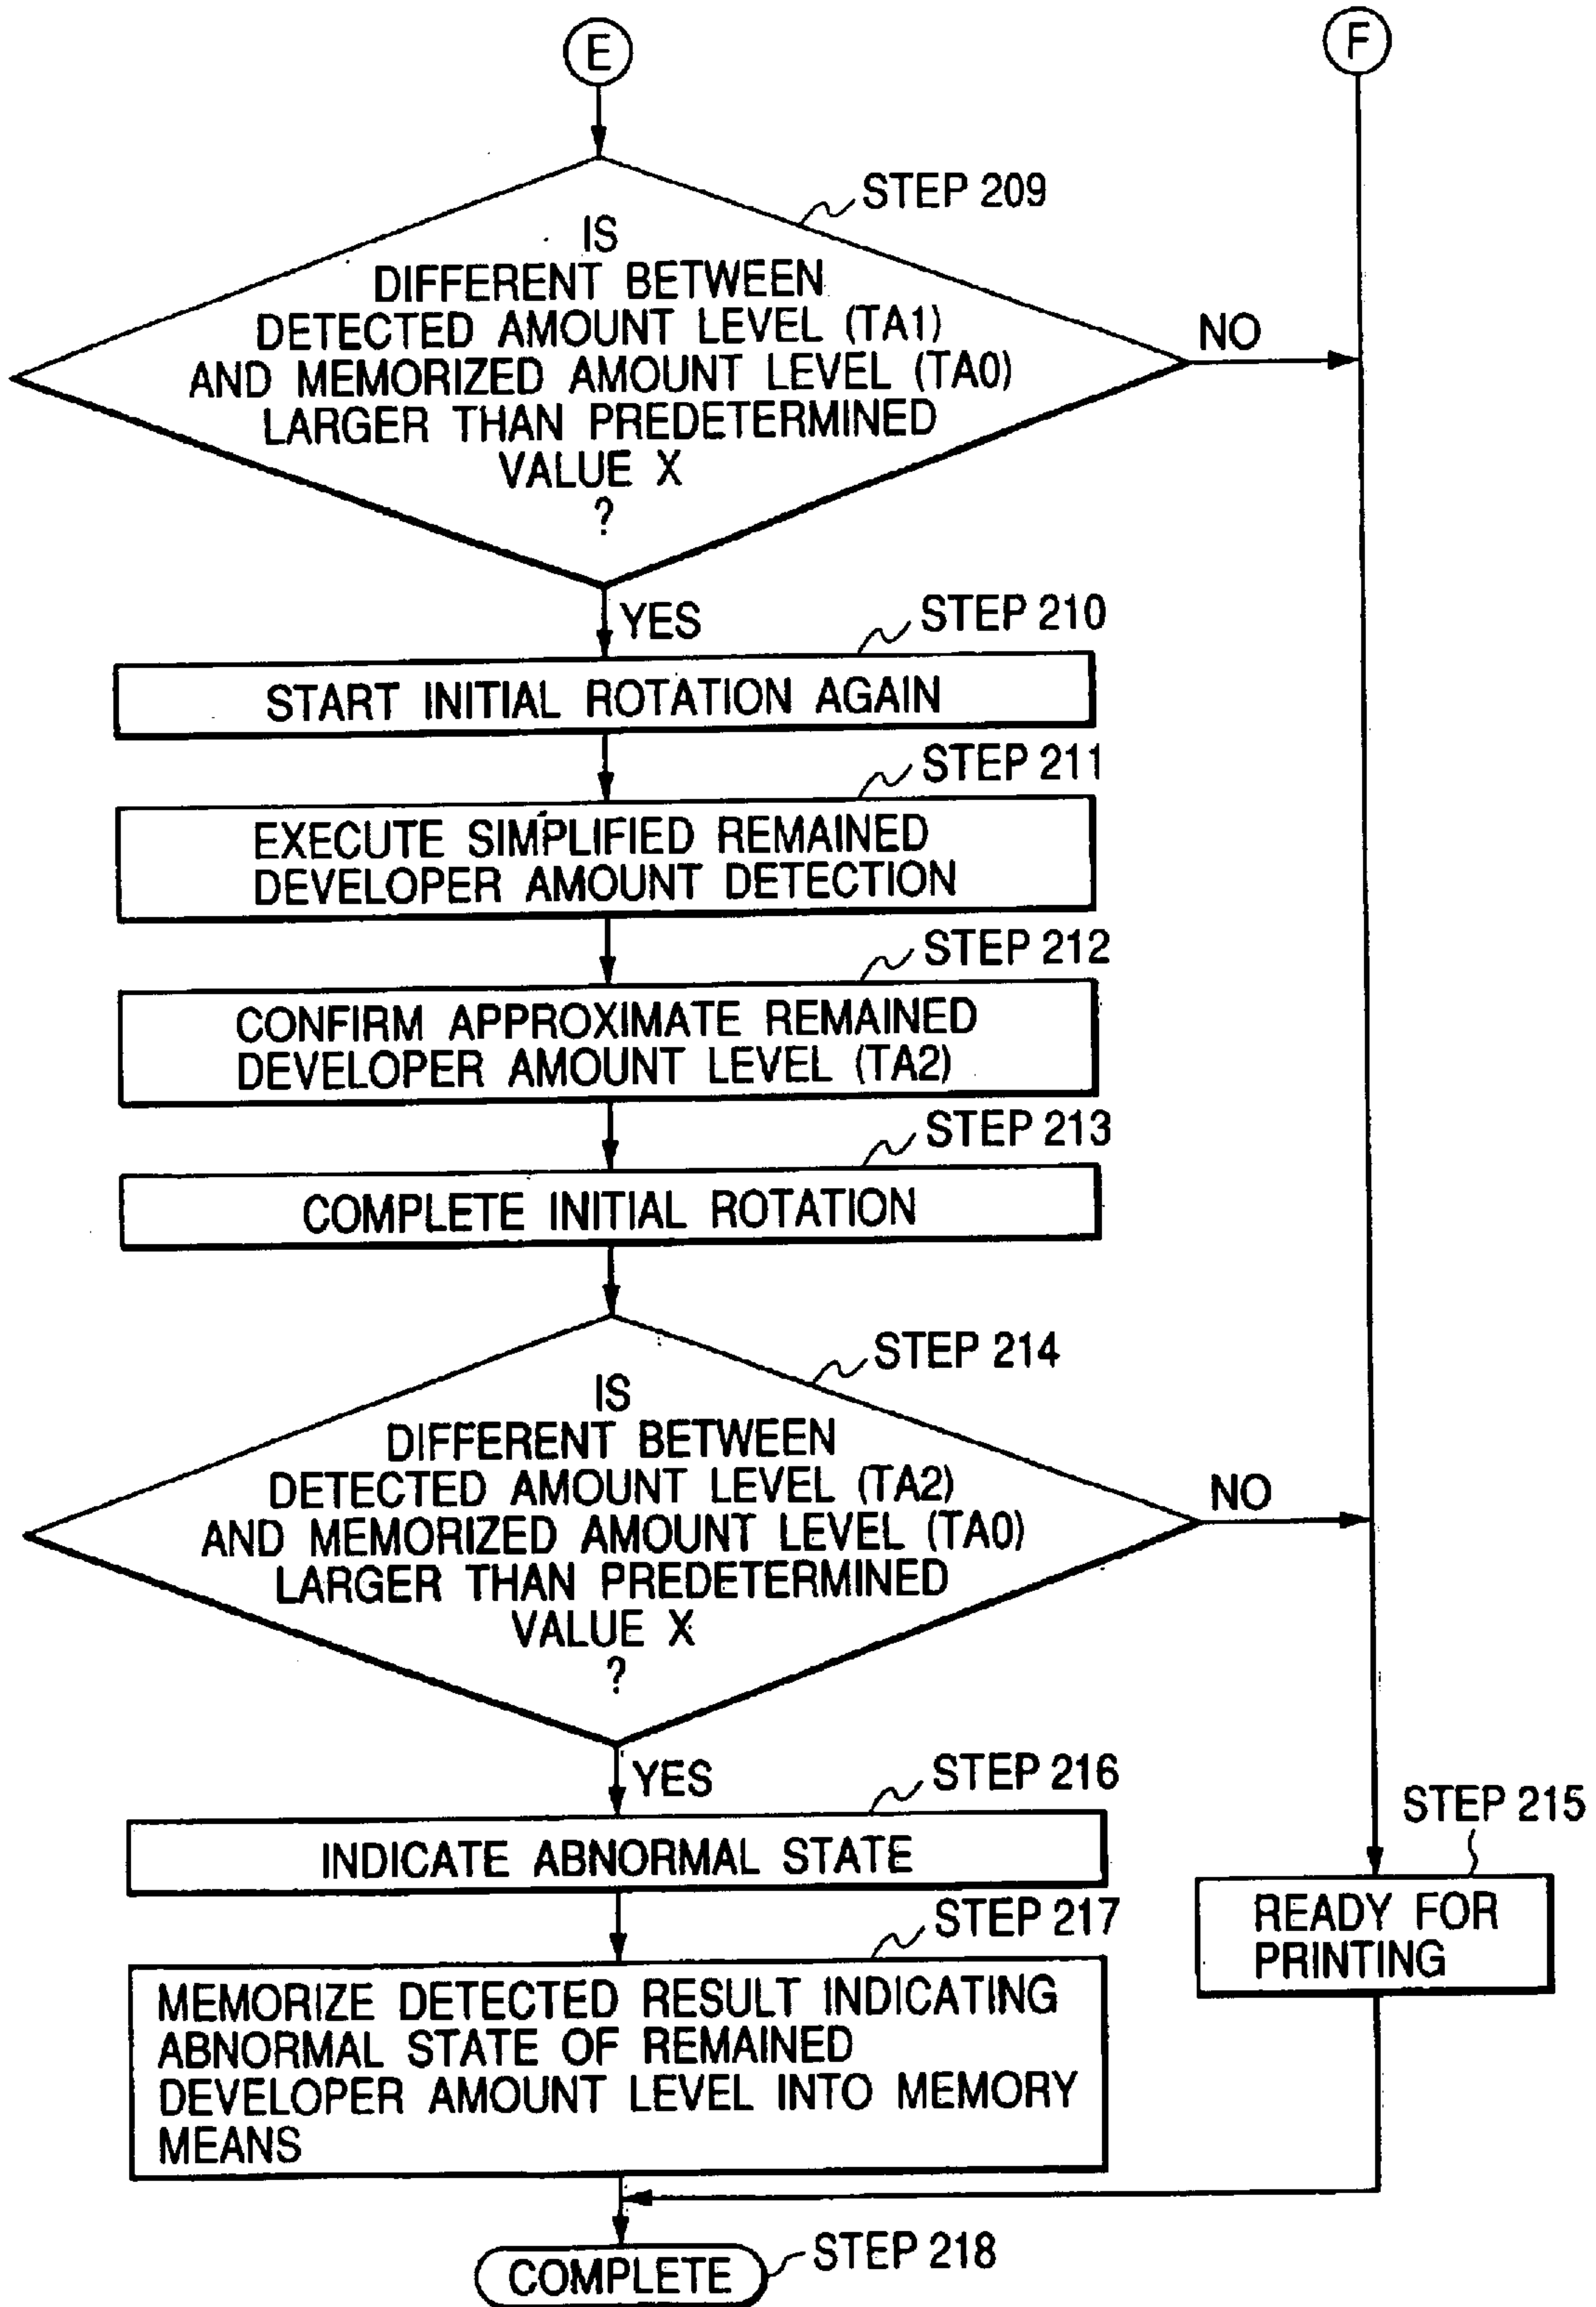 E
F
STEP 209
IS
DIFFERENT BETWEEN
DETECTED AMOUNT LEVEL (TA1)
AND MEMORIZED AMOUNT LEVEL (TA0)
LARGER THAN PREDETERMINED
VALUE X
?
NO
YES
STEP 210
START INITIAL ROTATION AGAIN
STEP 211
EXECUTE SIMPLIFIED REMAINED
DEVELOPER AMOUNT DETECTION
STEP 212
CONFIRM APPROXIMATE REMAINED
DEVELOPER AMOUNT LEVEL (TA2)
STEP 213
COMPLETE INITIAL ROTATION
STEP 214
IS
DIFFERENT BETWEEN
DETECTED AMOUNT LEVEL (TA2)
AND MEMORIZED AMOUNT LEVEL (TA0)
LARGER THAN PREDETERMINED
VALUE X
?
NO
YES
STEP 216
INDICATE ABNORMAL STATE
STEP 215
READY FOR
PRINTING
STEP 217
MEMORIZE DETECTED RESULT INDICATING
ABNORMAL STATE OF REMAINED
DEVELOPER AMOUNT LEVEL INTO MEMORY
MEANS
COMPLETE
STEP 218